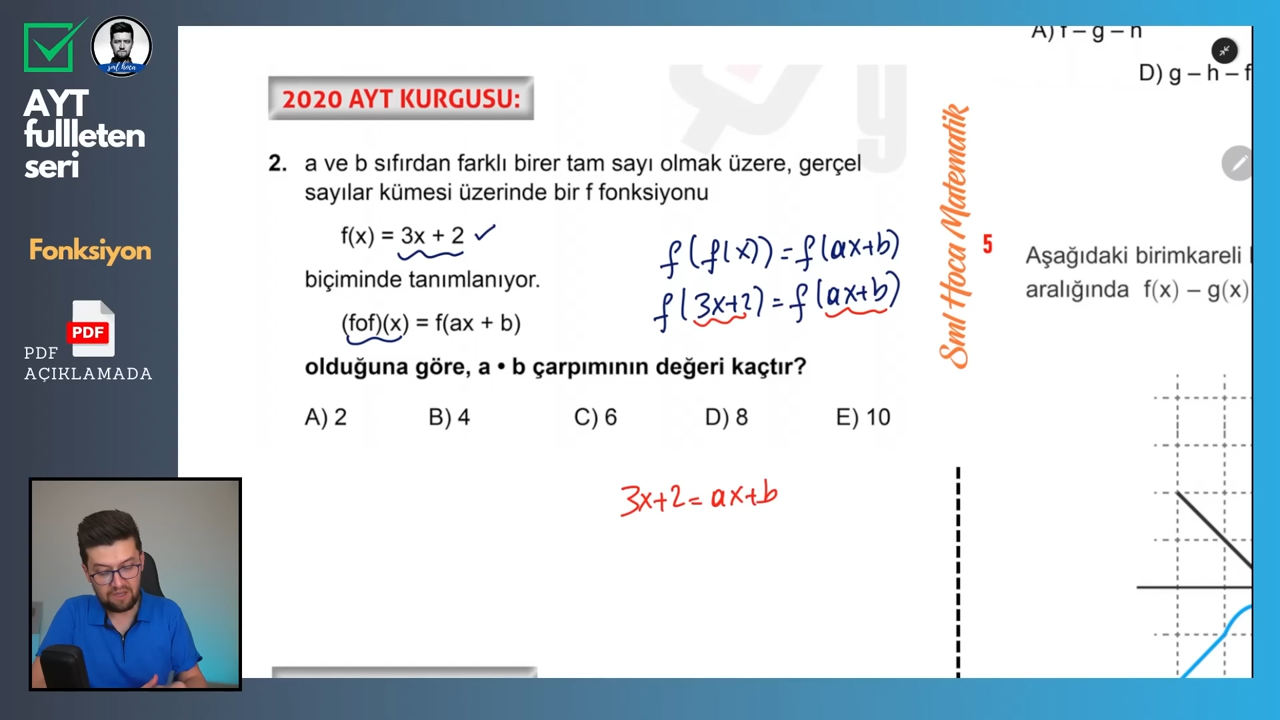 AYT
fullleten
seri
Fonksiyon
PDF
PDF
AÇIKLAMADA
sml hoca
2020 AYT KURGUSU:
2. a ve b sıfırdan farklı birer tam sayı olmak üzere, gerçel
sayılar kümesi üzerinde bir f fonksiyonu
f(x) = 3x + 2 ✓
biçiminde tanımlanıyor.
(fof)(x) = f(ax + b)
olduğuna göre, a • b çarpımının değeri kaçtır?
A) 2 B) 4 C) 6 D) 8 E) 10
f(f(x)) = f(ax+b)
f(3x+2) = f(ax+b)
3x+2 = ax+b
Sml Hoca Matematik
A) f – g – h
D) g – h – f
5
Aşağıdaki birimkareli
aralığında f(x) – g(x)